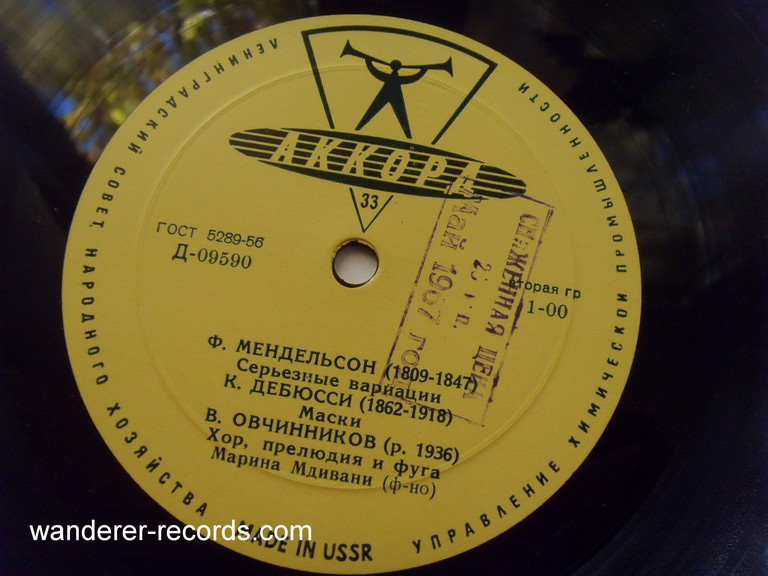 ЛЕНИНГРАДСКИЙ СОВЕТ НАРОДНОГО ХОЗЯЙСТВА
УПРАВЛЕНИЕ ХИМИЧЕСКОЙ ПРОМЫШЛЕННОСТИ
АККОРД
33
ГОСТ 5289-56
Д-09590
вторая гр
1-00
СНИЖЕННАЯ ЦЕНА
май 1967
Ф. МЕНДЕЛЬСОН (1809-1847)
Серьезные вариации
К. ДЕБЮССИ (1862-1918)
Маски
В. ОВЧИННИКОВ (р. 1936)
Хор, прелюдия и фуга
Марина Мдивани (ф-но)
MADE IN USSR
wanderer-records.com